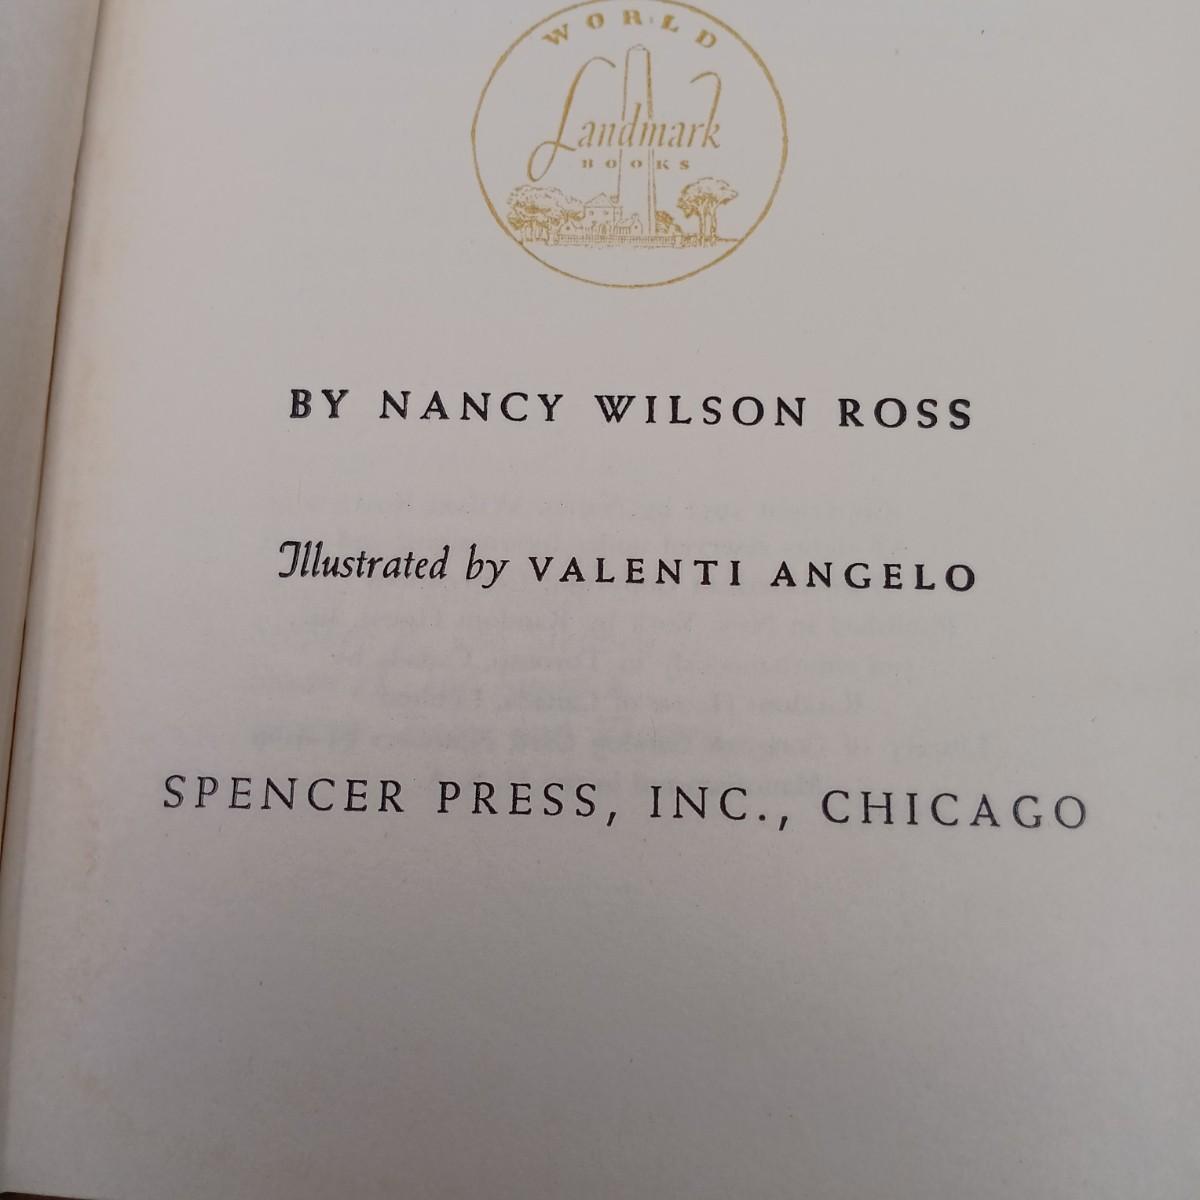 WORLD
Landmark
BOOKS
BY NANCY WILSON ROSS
Illustrated by VALENTI ANGELO
SPENCER PRESS, INC., CHICAGO